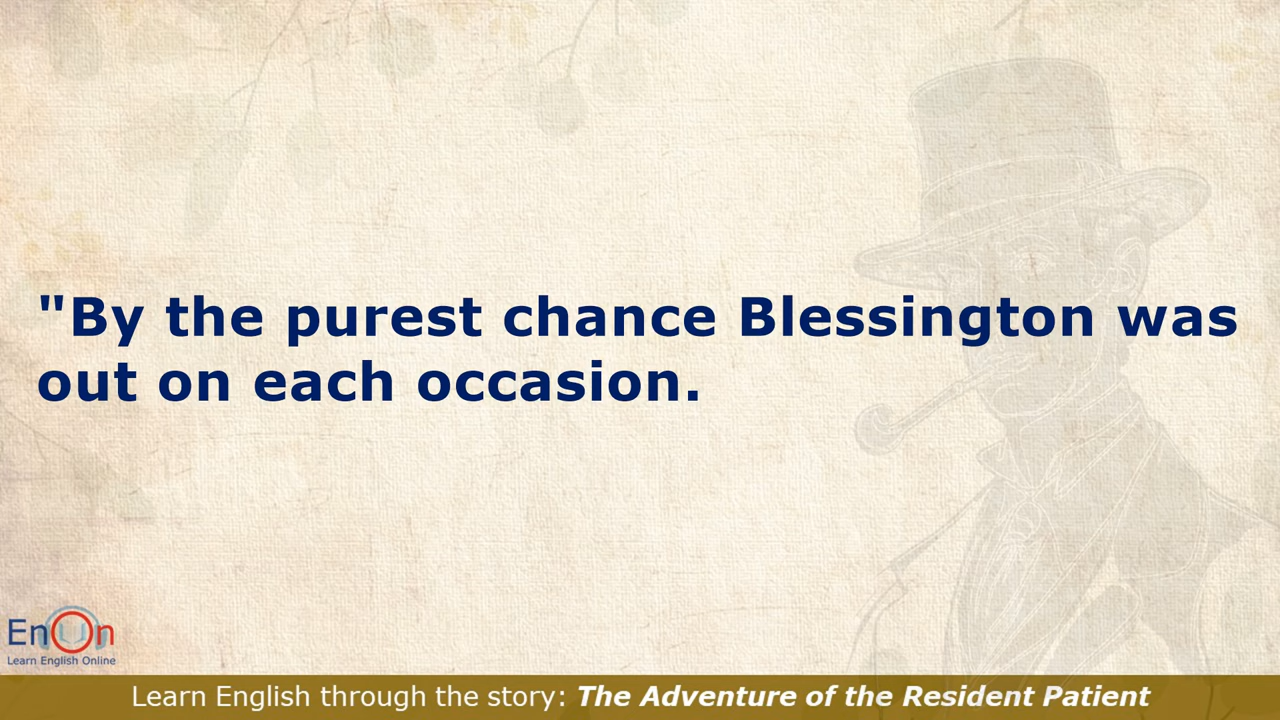 "By the purest chance Blessington was
out on each occasion.
EnOn
Learn English Online
Learn English through the story: The Adventure of the Resident Patient